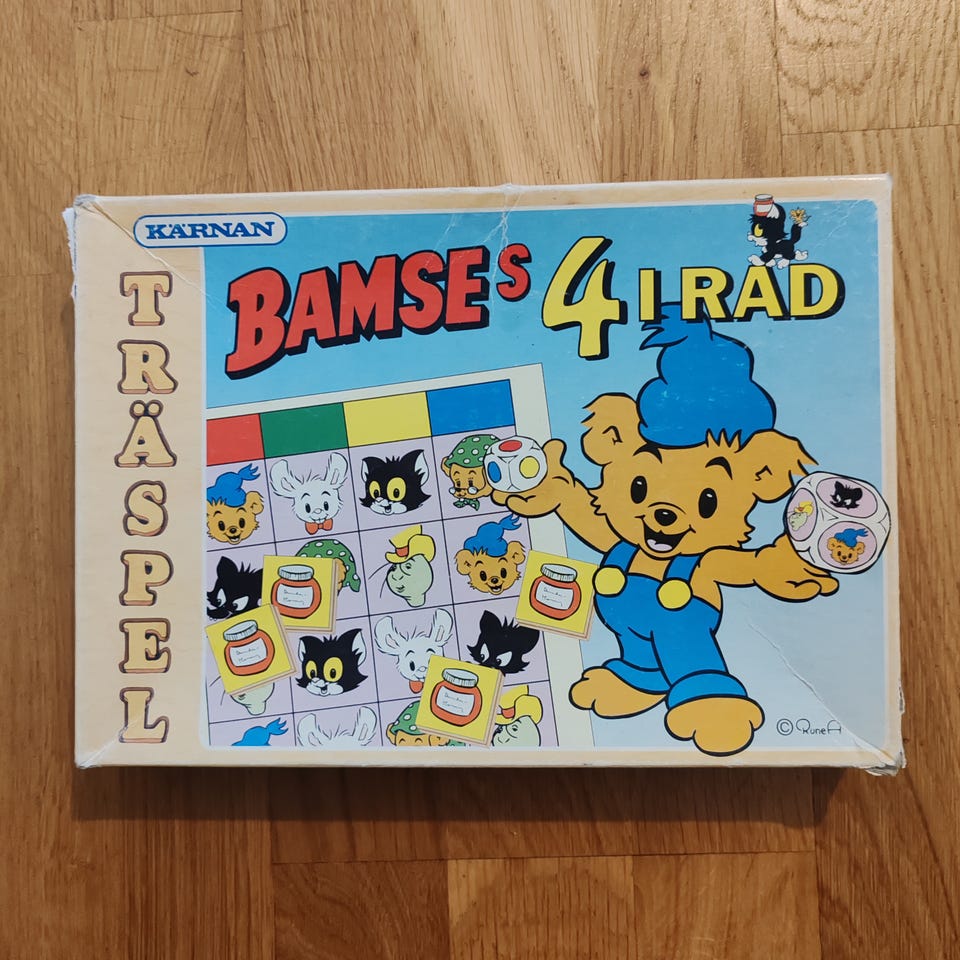 KÄRNAN
TRÄSPEL
BAMSES 4 I RAD
© RuneA